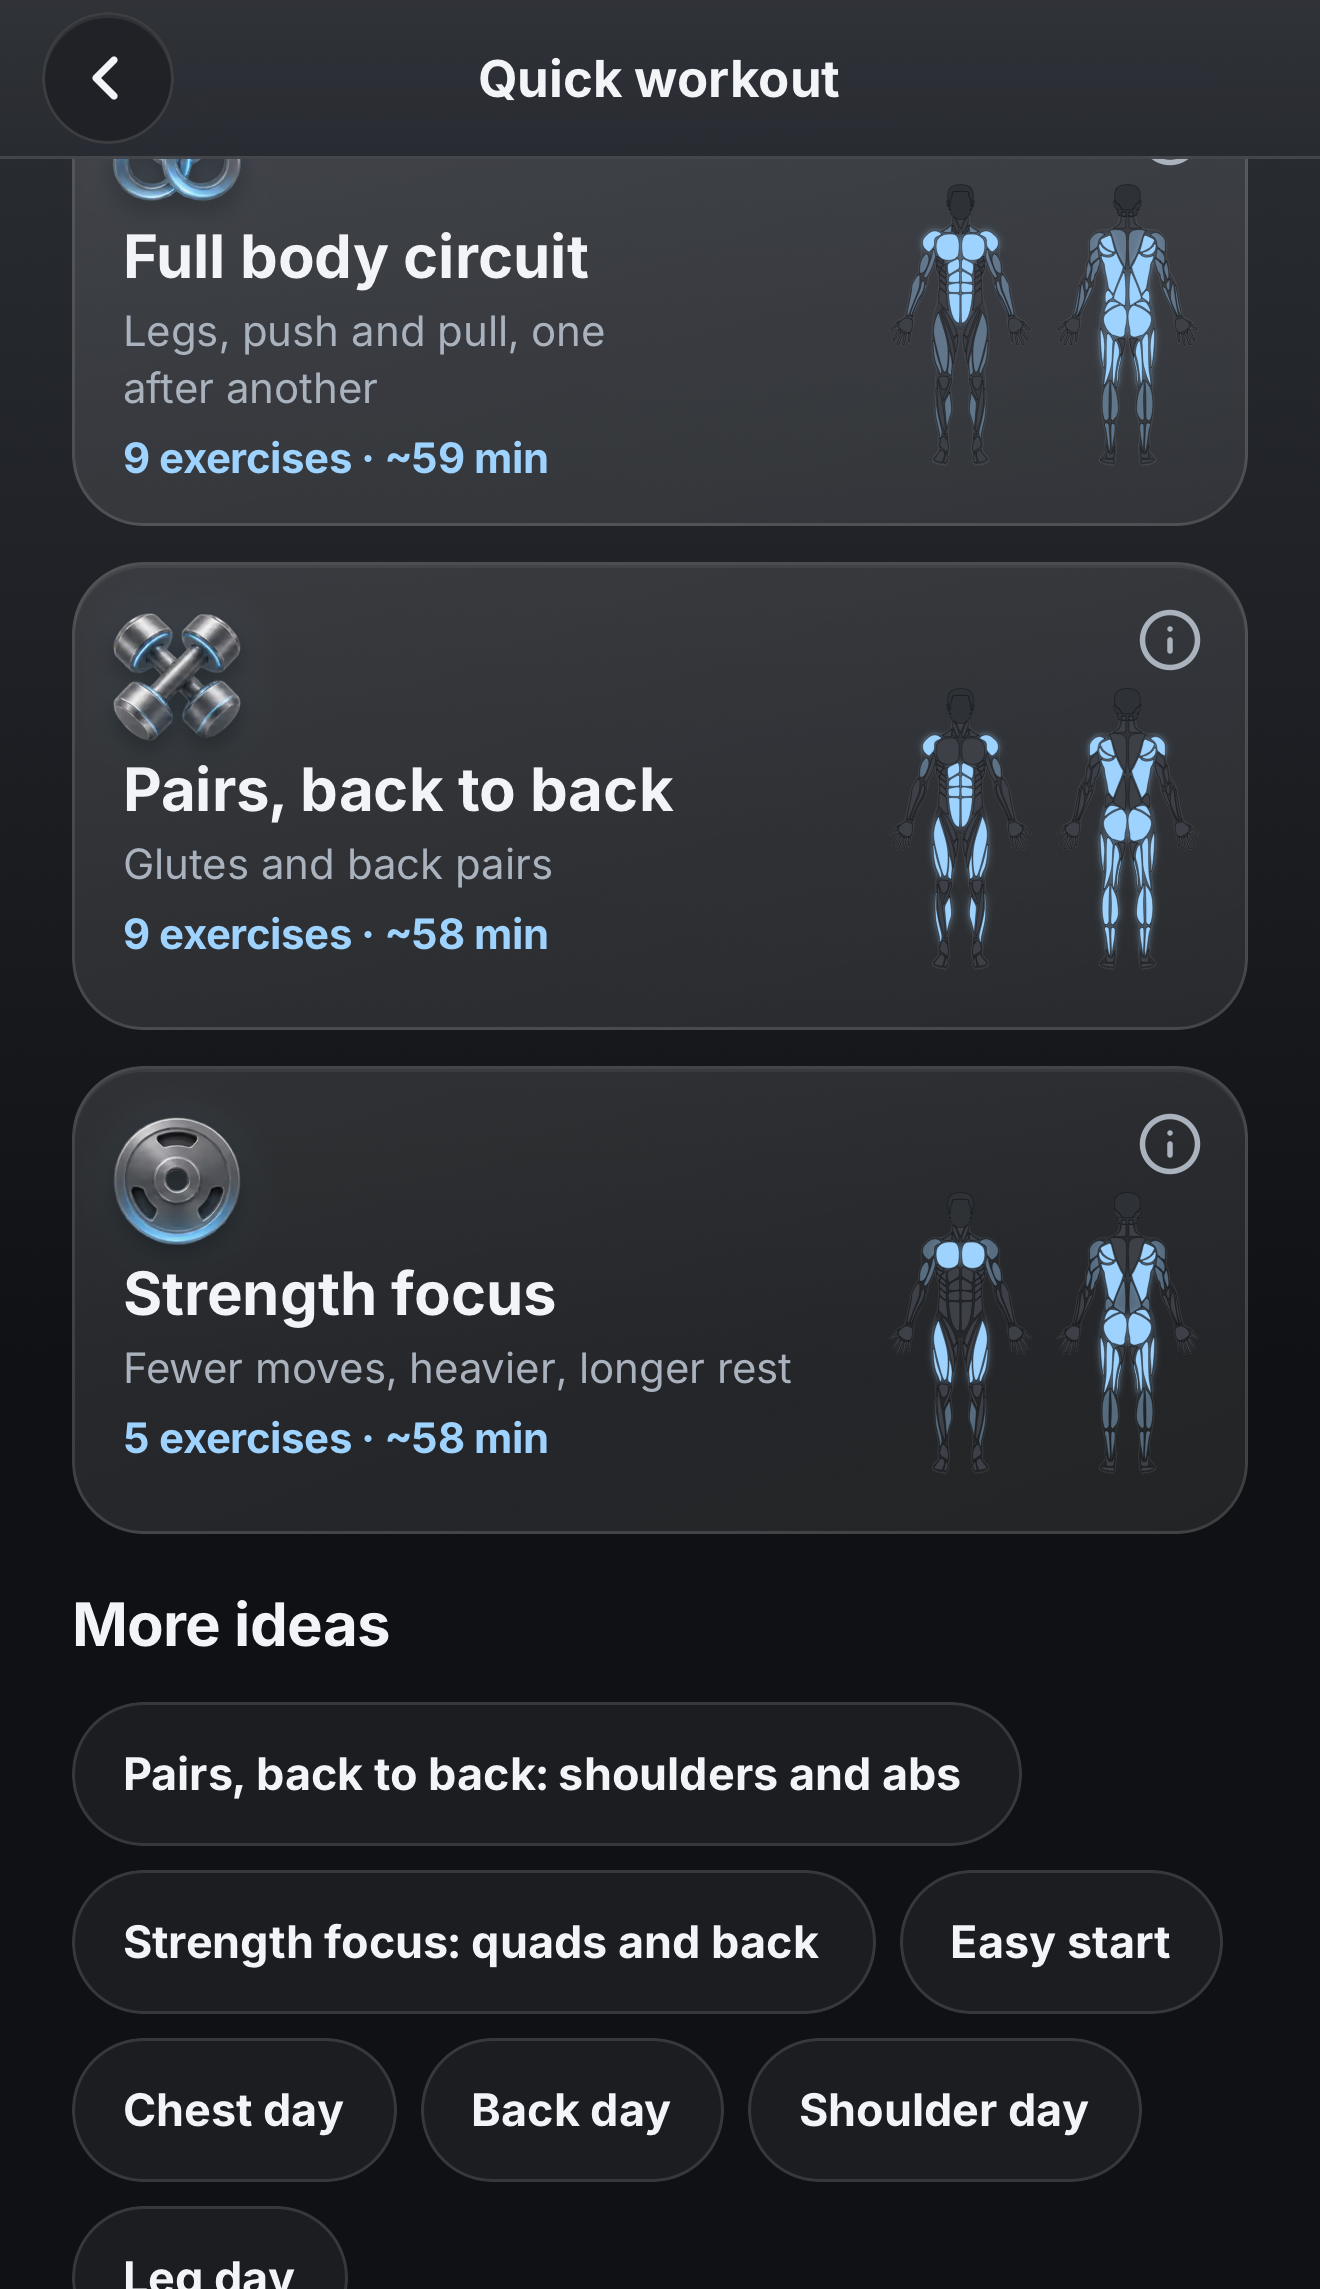 Quick workout
Full body circuit
Legs, push and pull, one
after another
9 exercises · ~59 min
Pairs, back to back
Glutes and back pairs
9 exercises · ~58 min
Strength focus
Fewer moves, heavier, longer rest
5 exercises · ~58 min
More ideas
Pairs, back to back: shoulders and abs
Strength focus: quads and back
Easy start
Chest day
Back day
Shoulder day
Leg day